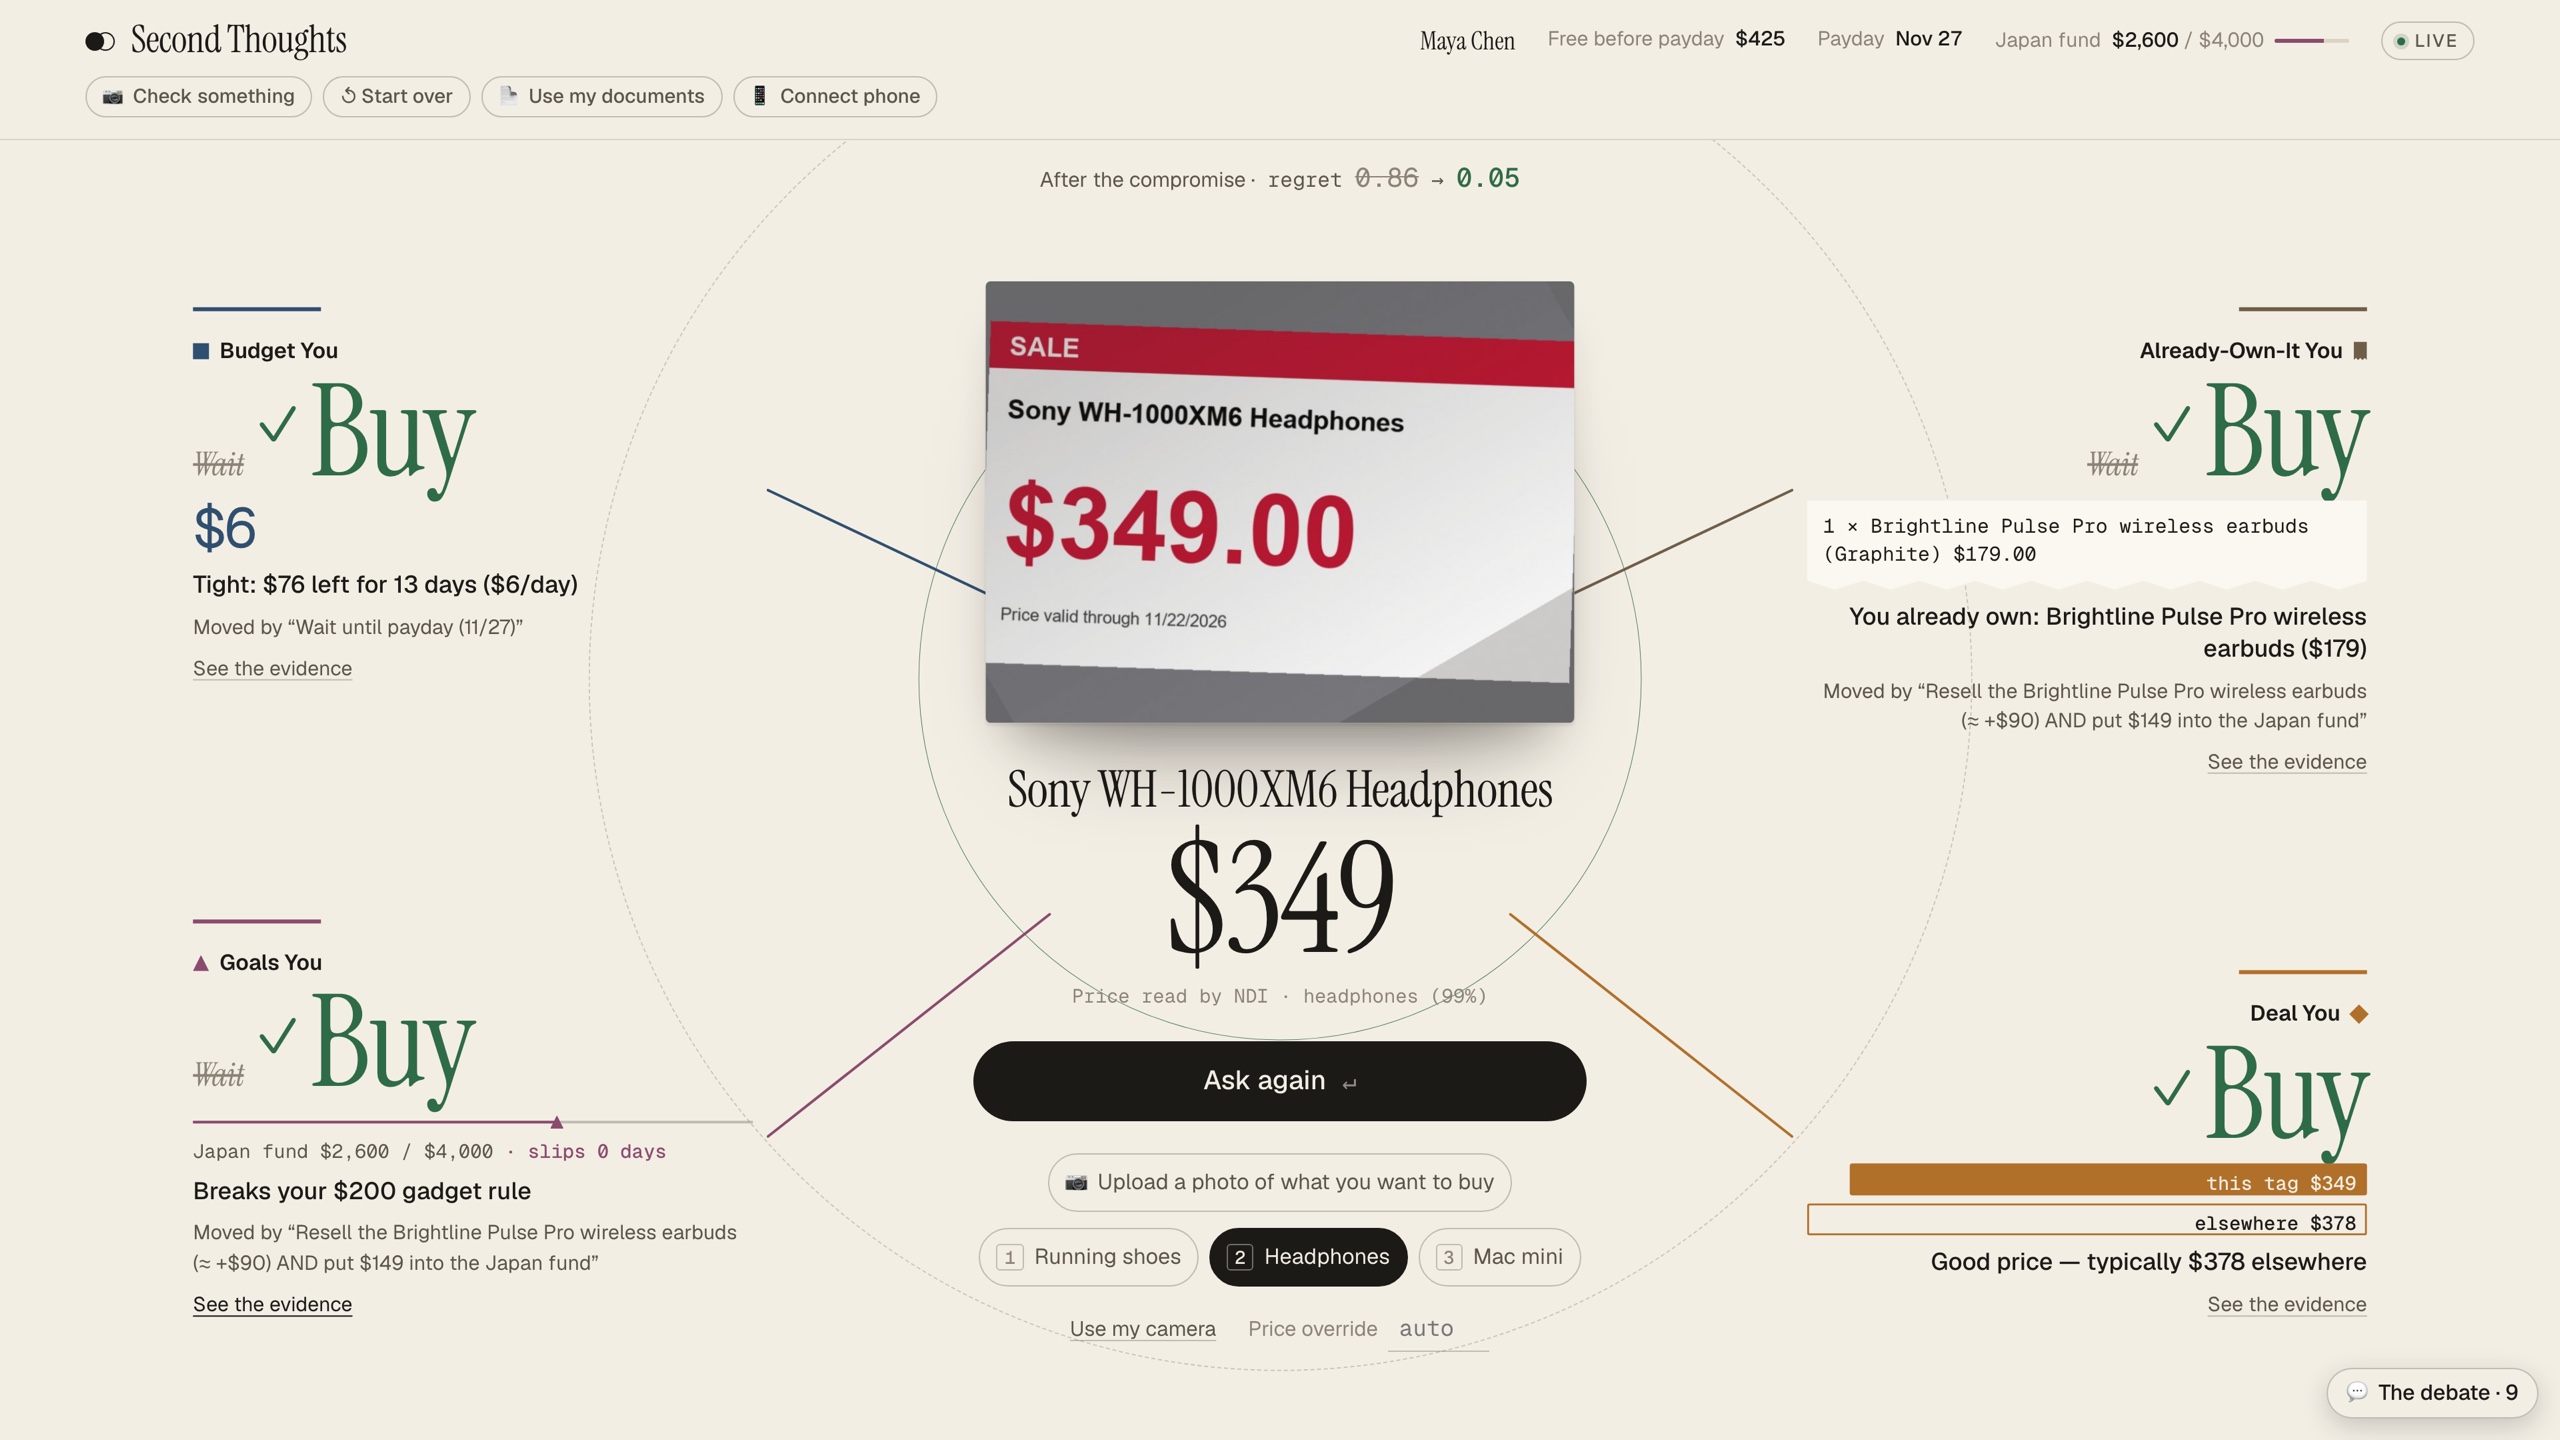 Second Thoughts
Maya Chen
Free before payday $425
Payday Nov 27
Japan fund $2,600 / $4,000
LIVE
Check something
Start over
Use my documents
Connect phone
After the compromise · regret 0.86 → 0.05
Budget You
Wait ✓ Buy
$6
Tight: $76 left for 13 days ($6/day)
Moved by “Wait until payday (11/27)”
See the evidence
Goals You
Wait ✓ Buy
Japan fund $2,600 / $4,000 · slips 0 days
Breaks your $200 gadget rule
Moved by “Resell the Brightline Pulse Pro wireless earbuds
(≈ +$90) AND put $149 into the Japan fund”
See the evidence
SALE
Sony WH-1000XM6 Headphones
$349.00
Price valid through 11/22/2026
Sony WH-1000XM6 Headphones
$349
Price read by NDI · headphones (99%)
Ask again ↵
Upload a photo of what you want to buy
1 Running shoes
2 Headphones
3 Mac mini
Use my camera
Price override auto
Already-Own-It You
Wait ✓ Buy
1 × Brightline Pulse Pro wireless earbuds
(Graphite) $179.00
You already own: Brightline Pulse Pro wireless
earbuds ($179)
Moved by “Resell the Brightline Pulse Pro wireless earbuds
(≈ +$90) AND put $149 into the Japan fund”
See the evidence
Deal You
✓ Buy
this tag $349
elsewhere $378
Good price — typically $378 elsewhere
See the evidence
The debate · 9